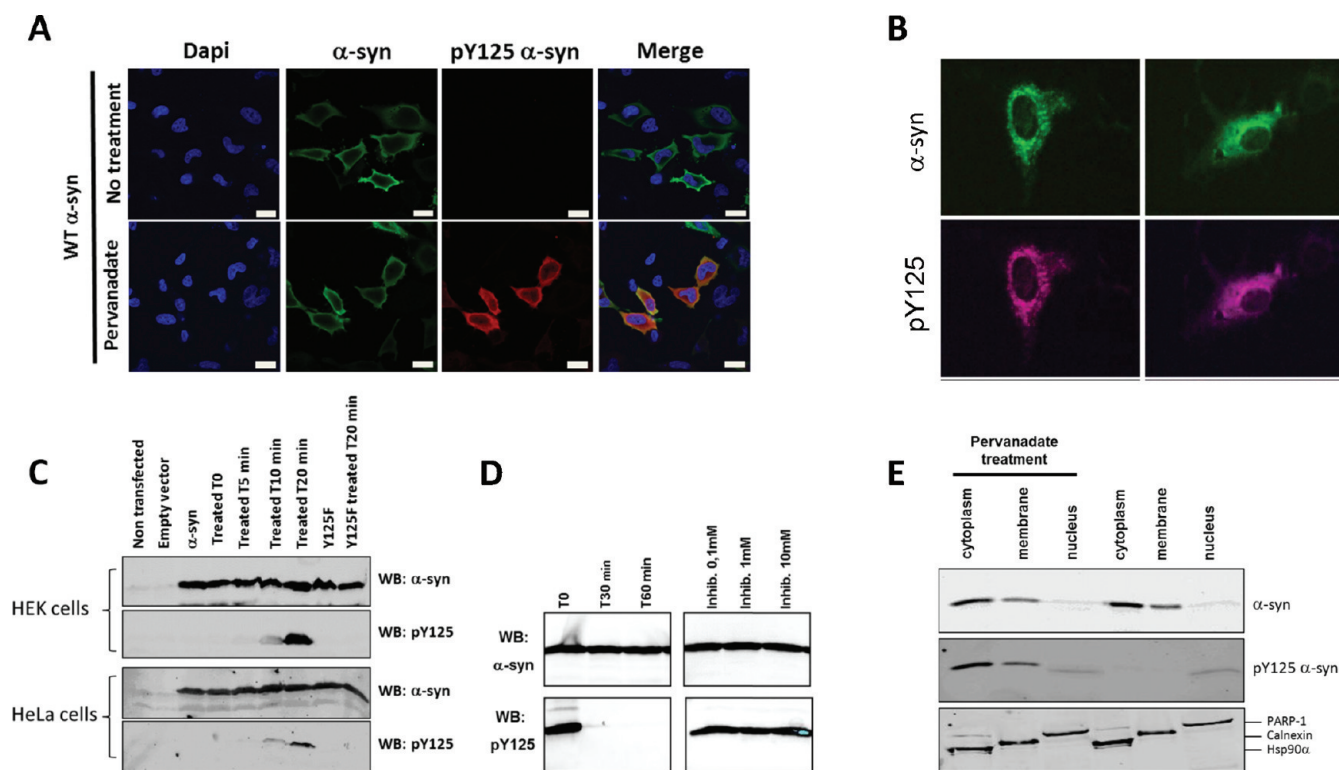 A
Dapi
α-syn
pY125 α-syn
Merge
WT α-syn
No treatment
Pervanadate
B
α-syn
pY125
C
Non transfected
Empty vector
α-syn
Treated T0
Treated T5 min
Treated T10 min
Treated T20 min
Y125F
Y125F treated T20 min
HEK cells
WB: α-syn
WB: pY125
HeLa cells
WB: α-syn
WB: pY125
D
T0
T30 min
T60 min
Inhib. 0,1mM
Inhib. 1mM
Inhib. 10mM
WB:
α-syn
WB:
pY125
E
Pervanadate
treatment
cytoplasm
membrane
nucleus
cytoplasm
membrane
nucleus
α-syn
pY125 α-syn
PARP-1
Calnexin
Hsp90α